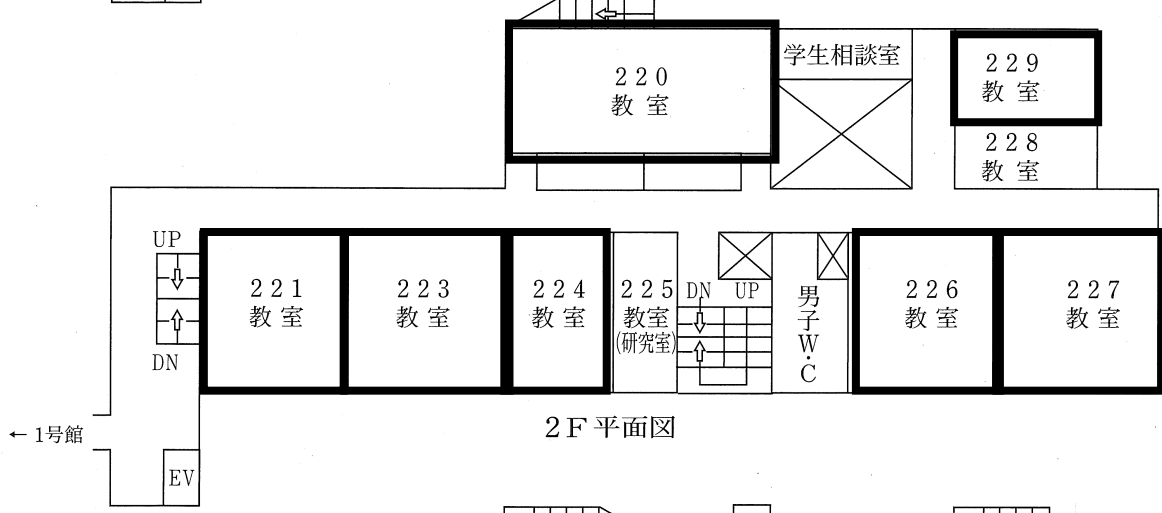 学生相談室
２２０
教 室
２２９
教 室
２２８
教 室
UP
DN
２２１
教 室
２２３
教 室
２２４
教 室
２２５
教室
(研究室)
DN
UP
男子W・C
２２６
教 室
２２７
教 室
２Ｆ平面図
← 1号館
EV